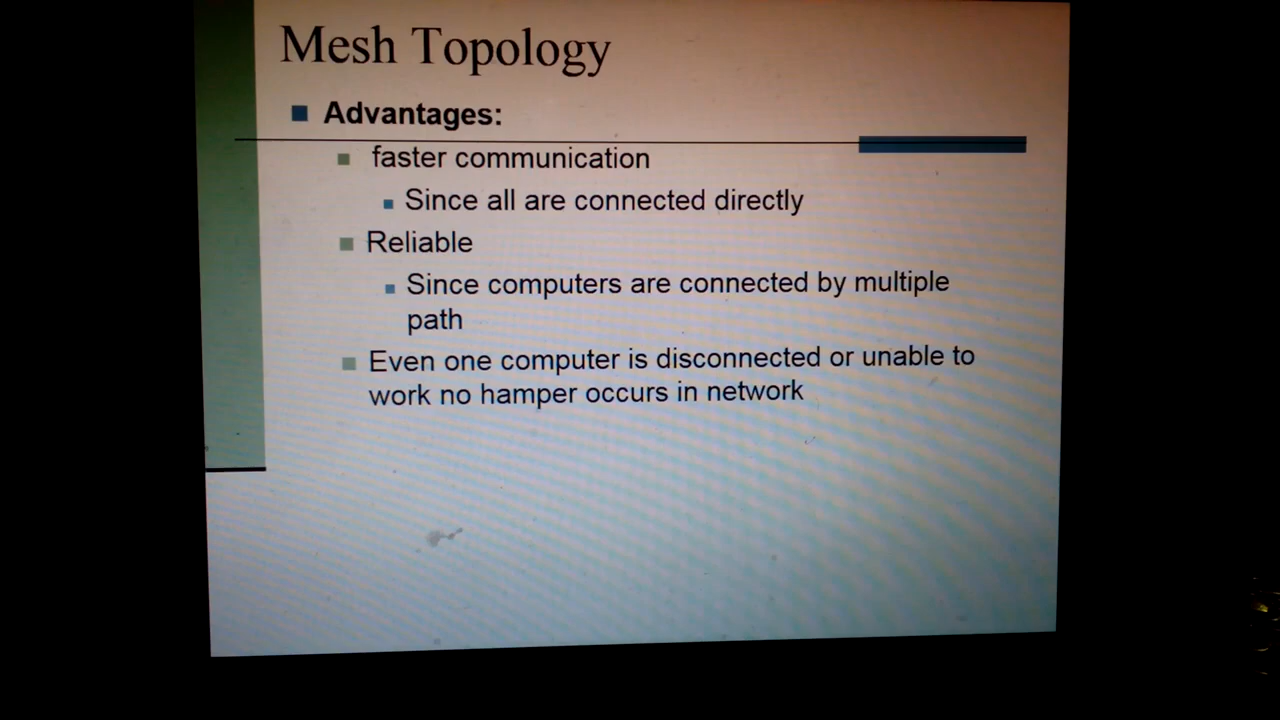 Mesh Topology
Advantages:
faster communication
Since all are connected directly
Reliable
Since computers are connected by multiple
path
Even one computer is disconnected or unable to
work no hamper occurs in network